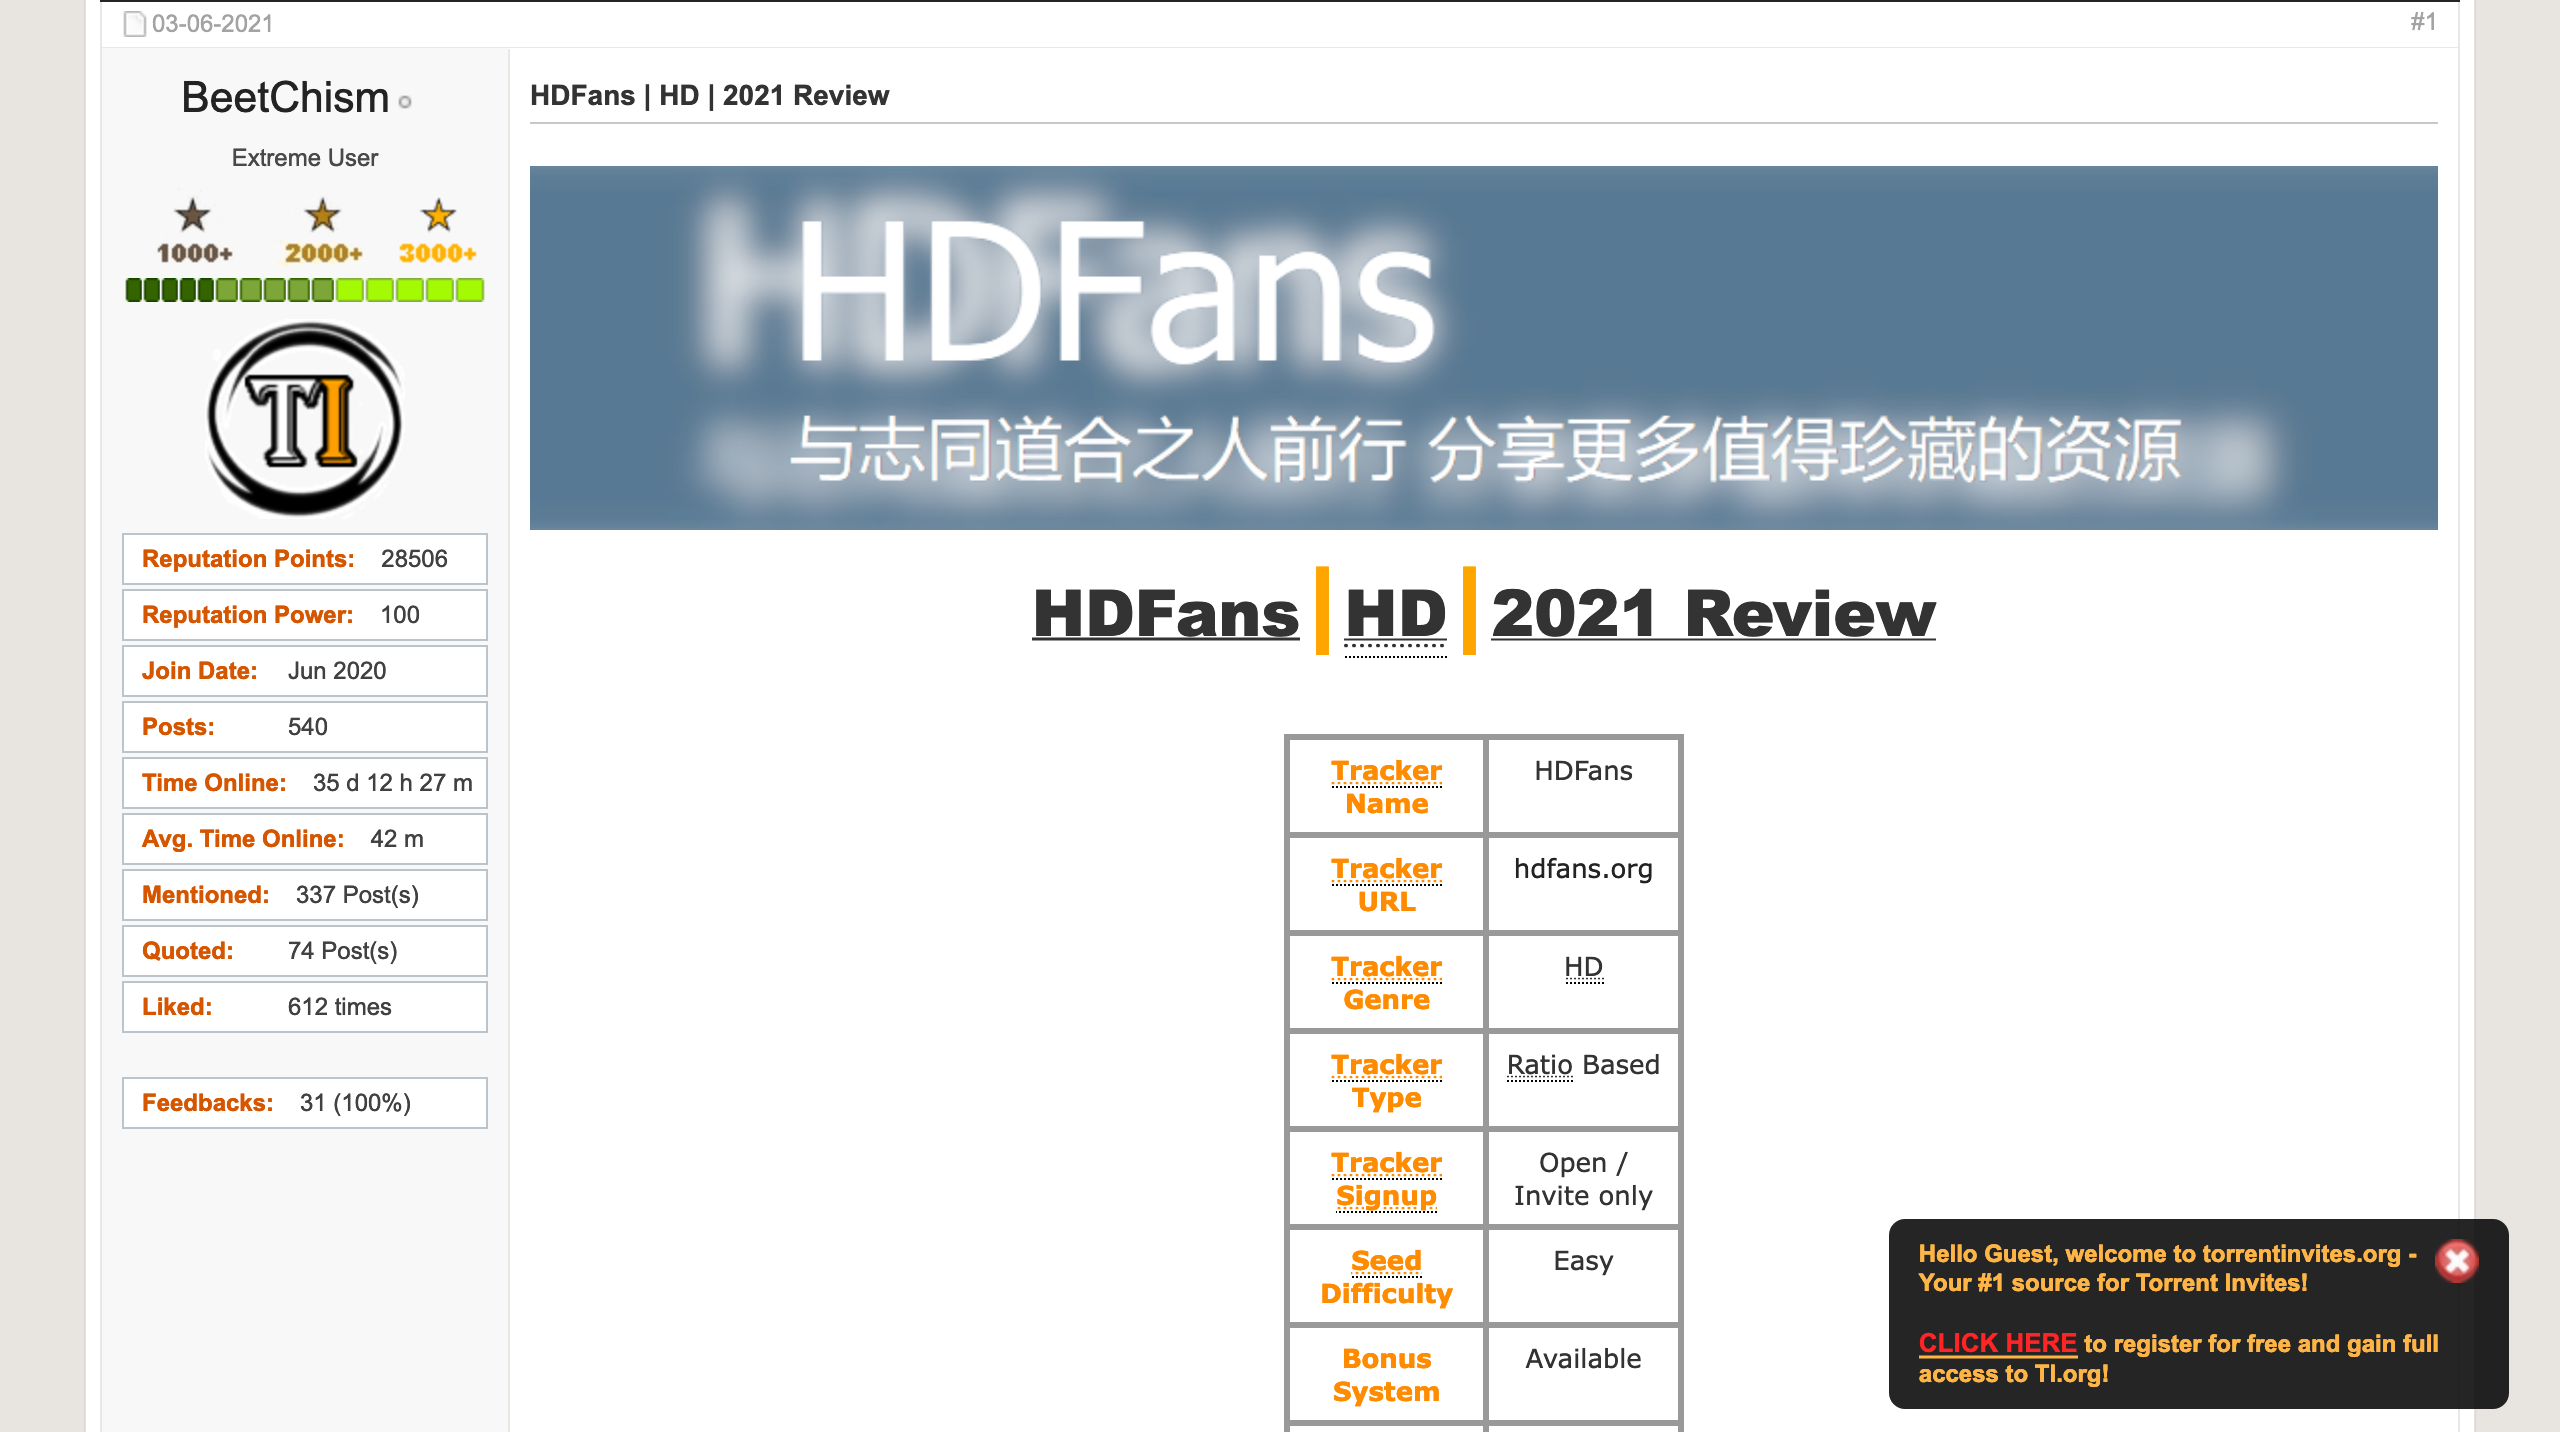 03-06-2021
#1
BeetChism
Extreme User
1000+ 2000+ 3000+
TI
Reputation Points: 28506
Reputation Power: 100
Join Date: Jun 2020
Posts: 540
Time Online: 35 d 12 h 27 m
Avg. Time Online: 42 m
Mentioned: 337 Post(s)
Quoted: 74 Post(s)
Liked: 612 times
Feedbacks: 31 (100%)
HDFans | HD | 2021 Review
HDFans
与志同道合之人前行 分享更多值得珍藏的资源
HDFans | HD | 2021 Review
Tracker
Name
HDFans
Tracker
URL
hdfans.org
Tracker
Genre
HD
Tracker
Type
Ratio Based
Tracker
Signup
Open /
Invite only
Seed
Difficulty
Easy
Bonus
System
Available
Hello Guest, welcome to torrentinvites.org -
Your #1 source for Torrent Invites!
CLICK HERE to register for free and gain full
access to TI.org!